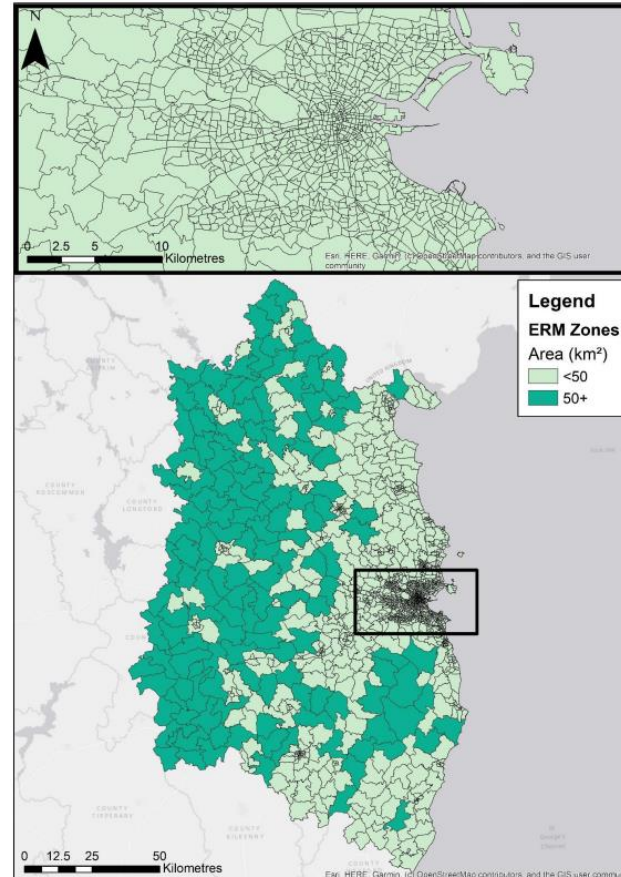 N
0 2.5 5 10
Kilometres
Esri, HERE, Garmin, (c) OpenStreetMap contributors, and the GIS user
community
Legend
ERM Zones
Area (km²)
<50
50+
COUNTY
ROSCOMMON
COUNTY
LONGFORD
COUNTY
TIPPERARY
COUNTY
KILKENNY
COUNTY
0 12.5 25 50
Kilometres
Esri, HERE, Garmin, (c) OpenStreetMap contributors, and the GIS user commu